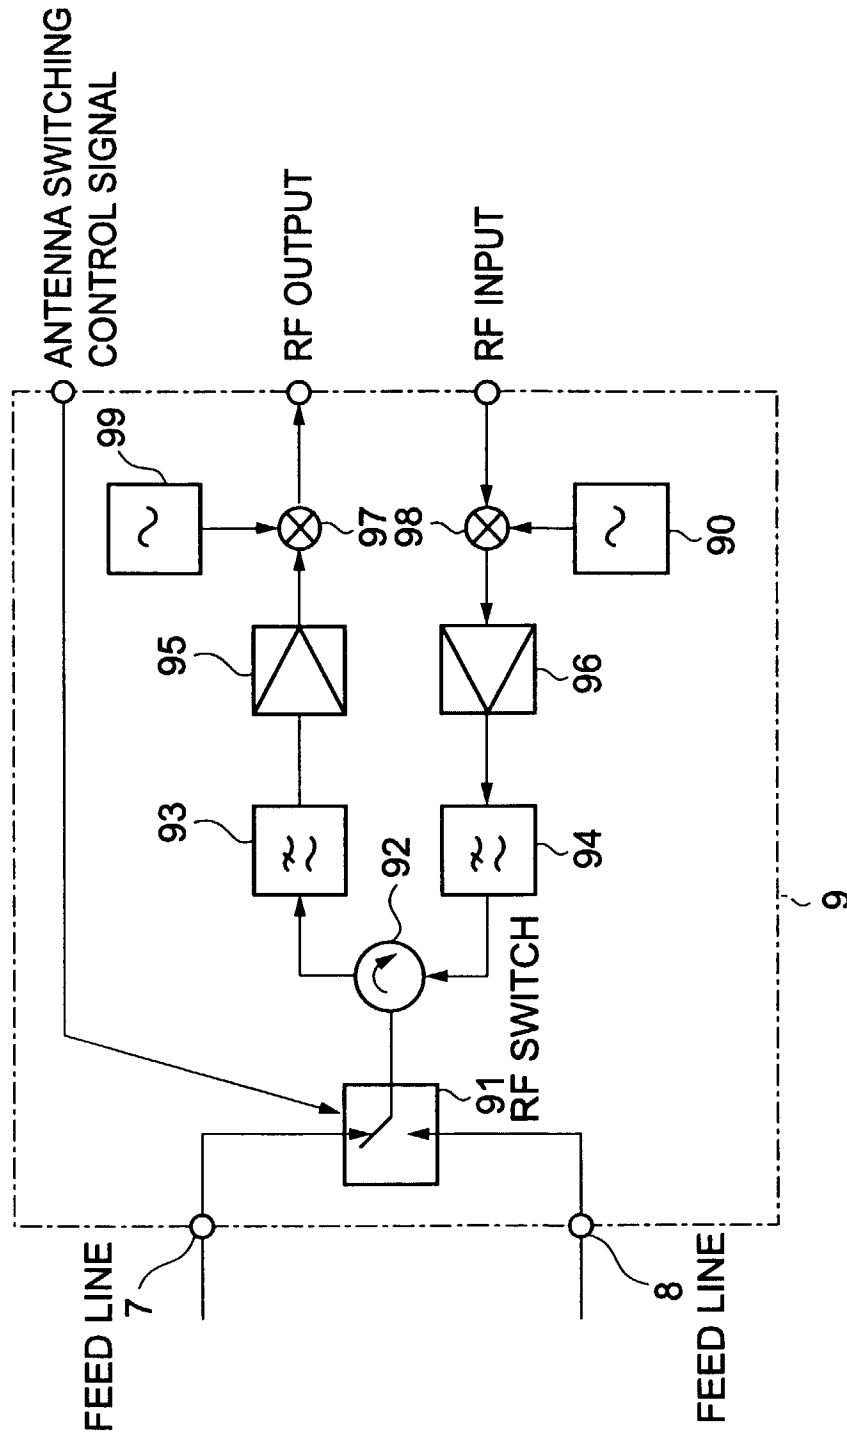 ANTENNA SWITCHING
CONTROL SIGNAL
RF OUTPUT
RF INPUT
99
97
98
90
95
96
93
94
92
91
RF SWITCH
9
FEED LINE
7
8
FEED LINE